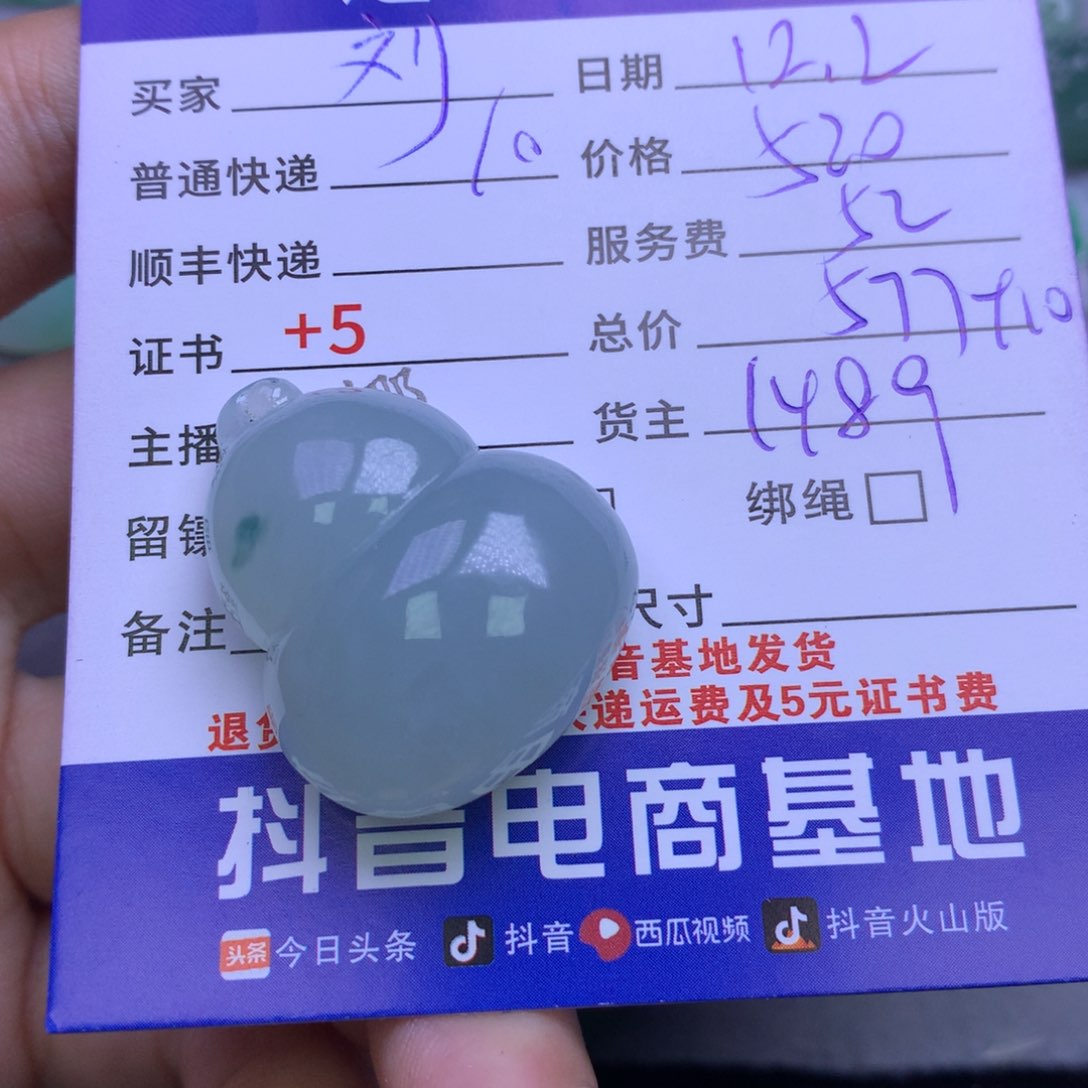 买家 刘 日期 12.2
普通快递 10 价格 520
顺丰快递 服务费 52
证书 +5 总价 577+10
主播 货主 1489
留镶 绑绳
备注 尺寸
音基地发货
退货 递运费及5元证书费
抖音电商基地
头条 今日头条 抖音 西瓜视频 抖音火山版